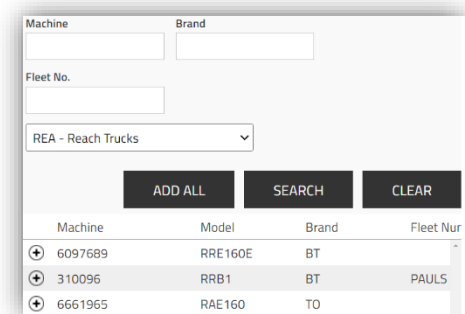 Machine Brand
Fleet No.
REA - Reach Trucks
ADD ALL SEARCH CLEAR
Machine Model Brand Fleet Nur
6097689 RRE160E BT
310096 RRB1 BT PAULS
6661965 RAE160 TO